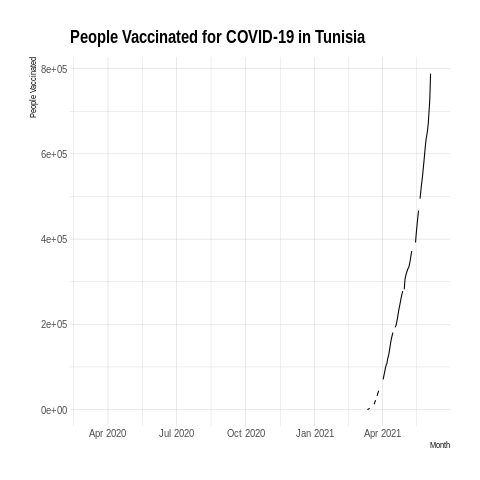 People Vaccinated for COVID-19 in Tunisia
People Vaccinated
8e+05
6e+05
4e+05
2e+05
0e+00
Apr 2020 Jul 2020 Oct 2020 Jan 2021 Apr 2021
Month